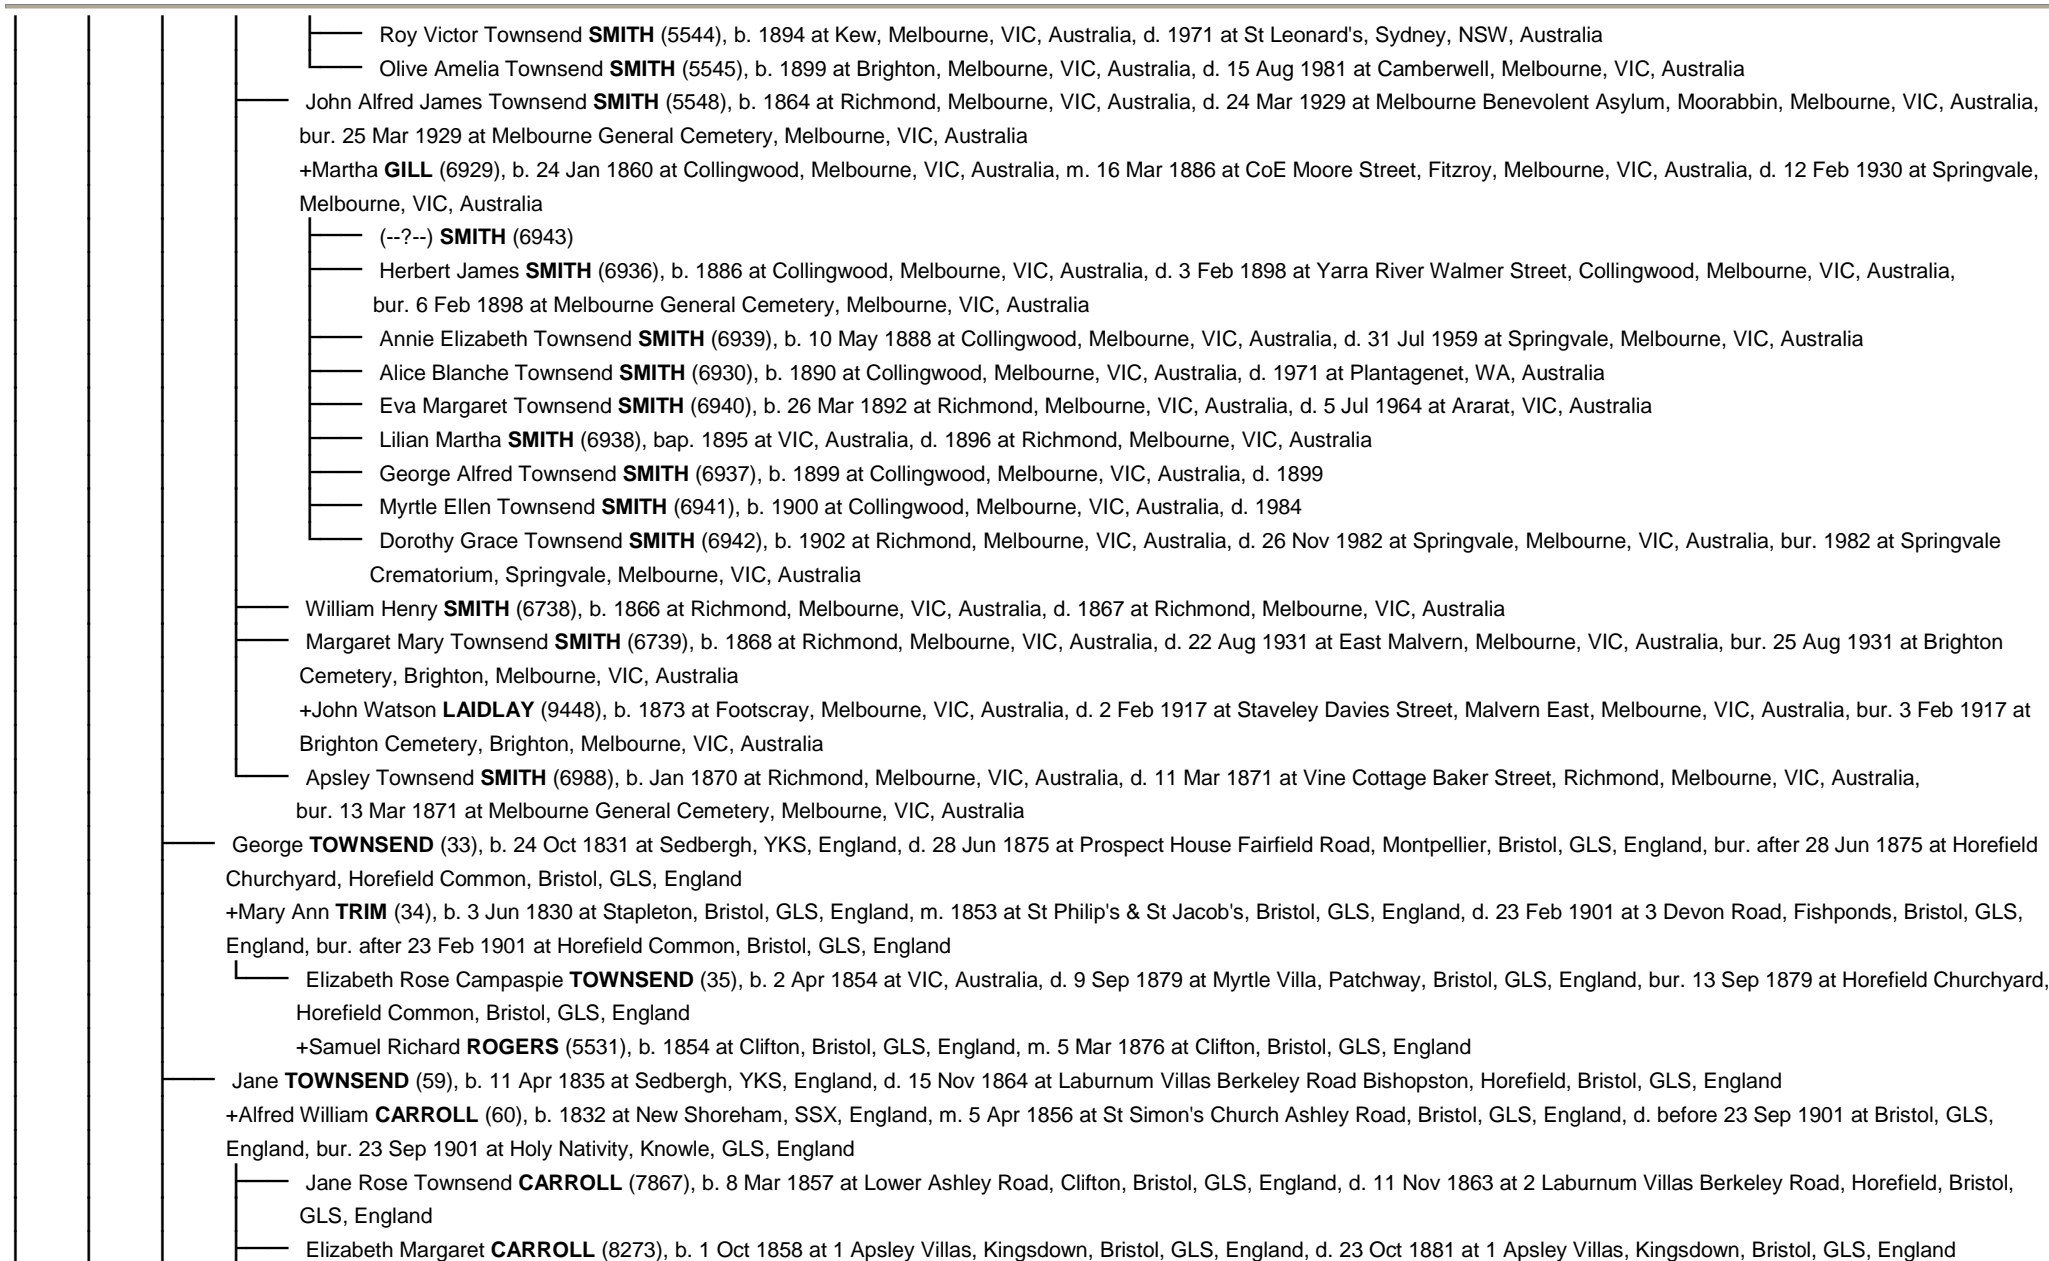 Roy Victor Townsend SMITH (5544), b. 1894 at Kew, Melbourne, VIC, Australia, d. 1971 at St Leonard's, Sydney, NSW, Australia
Olive Amelia Townsend SMITH (5545), b. 1899 at Brighton, Melbourne, VIC, Australia, d. 15 Aug 1981 at Camberwell, Melbourne, VIC, Australia
John Alfred James Townsend SMITH (5548), b. 1864 at Richmond, Melbourne, VIC, Australia, d. 24 Mar 1929 at Melbourne Benevolent Asylum, Moorabbin, Melbourne, VIC, Australia,
bur. 25 Mar 1929 at Melbourne General Cemetery, Melbourne, VIC, Australia
+Martha GILL (6929), b. 24 Jan 1860 at Collingwood, Melbourne, VIC, Australia, m. 16 Mar 1886 at CoE Moore Street, Fitzroy, Melbourne, VIC, Australia, d. 12 Feb 1930 at Springvale,
Melbourne, VIC, Australia
(--?--) SMITH (6943)
Herbert James SMITH (6936), b. 1886 at Collingwood, Melbourne, VIC, Australia, d. 3 Feb 1898 at Yarra River Walmer Street, Collingwood, Melbourne, VIC, Australia,
bur. 6 Feb 1898 at Melbourne General Cemetery, Melbourne, VIC, Australia
Annie Elizabeth Townsend SMITH (6939), b. 10 May 1888 at Collingwood, Melbourne, VIC, Australia, d. 31 Jul 1959 at Springvale, Melbourne, VIC, Australia
Alice Blanche Townsend SMITH (6930), b. 1890 at Collingwood, Melbourne, VIC, Australia, d. 1971 at Plantagenet, WA, Australia
Eva Margaret Townsend SMITH (6940), b. 26 Mar 1892 at Richmond, Melbourne, VIC, Australia, d. 5 Jul 1964 at Ararat, VIC, Australia
Lilian Martha SMITH (6938), bap. 1895 at VIC, Australia, d. 1896 at Richmond, Melbourne, VIC, Australia
George Alfred Townsend SMITH (6937), b. 1899 at Collingwood, Melbourne, VIC, Australia, d. 1899
Myrtle Ellen Townsend SMITH (6941), b. 1900 at Collingwood, Melbourne, VIC, Australia, d. 1984
Dorothy Grace Townsend SMITH (6942), b. 1902 at Richmond, Melbourne, VIC, Australia, d. 26 Nov 1982 at Springvale, Melbourne, VIC, Australia, bur. 1982 at Springvale
Crematorium, Springvale, Melbourne, VIC, Australia
William Henry SMITH (6738), b. 1866 at Richmond, Melbourne, VIC, Australia, d. 1867 at Richmond, Melbourne, VIC, Australia
Margaret Mary Townsend SMITH (6739), b. 1868 at Richmond, Melbourne, VIC, Australia, d. 22 Aug 1931 at East Malvern, Melbourne, VIC, Australia, bur. 25 Aug 1931 at Brighton
Cemetery, Brighton, Melbourne, VIC, Australia
+John Watson LAIDLAY (9448), b. 1873 at Footscray, Melbourne, VIC, Australia, d. 2 Feb 1917 at Staveley Davies Street, Malvern East, Melbourne, VIC, Australia, bur. 3 Feb 1917 at
Brighton Cemetery, Brighton, Melbourne, VIC, Australia
Apsley Townsend SMITH (6988), b. Jan 1870 at Richmond, Melbourne, VIC, Australia, d. 11 Mar 1871 at Vine Cottage Baker Street, Richmond, Melbourne, VIC, Australia,
bur. 13 Mar 1871 at Melbourne General Cemetery, Melbourne, VIC, Australia
George TOWNSEND (33), b. 24 Oct 1831 at Sedbergh, YKS, England, d. 28 Jun 1875 at Prospect House Fairfield Road, Montpellier, Bristol, GLS, England, bur. after 28 Jun 1875 at Horefield
Churchyard, Horefield Common, Bristol, GLS, England
+Mary Ann TRIM (34), b. 3 Jun 1830 at Stapleton, Bristol, GLS, England, m. 1853 at St Philip's & St Jacob's, Bristol, GLS, England, d. 23 Feb 1901 at 3 Devon Road, Fishponds, Bristol, GLS,
England, bur. after 23 Feb 1901 at Horefield Common, Bristol, GLS, England
Elizabeth Rose Campaspie TOWNSEND (35), b. 2 Apr 1854 at VIC, Australia, d. 9 Sep 1879 at Myrtle Villa, Patchway, Bristol, GLS, England, bur. 13 Sep 1879 at Horefield Churchyard,
Horefield Common, Bristol, GLS, England
+Samuel Richard ROGERS (5531), b. 1854 at Clifton, Bristol, GLS, England, m. 5 Mar 1876 at Clifton, Bristol, GLS, England
Jane TOWNSEND (59), b. 11 Apr 1835 at Sedbergh, YKS, England, d. 15 Nov 1864 at Laburnum Villas Berkeley Road Bishopston, Horefield, Bristol, GLS, England
+Alfred William CARROLL (60), b. 1832 at New Shoreham, SSX, England, m. 5 Apr 1856 at St Simon's Church Ashley Road, Bristol, GLS, England, d. before 23 Sep 1901 at Bristol, GLS,
England, bur. 23 Sep 1901 at Holy Nativity, Knowle, GLS, England
Jane Rose Townsend CARROLL (7867), b. 8 Mar 1857 at Lower Ashley Road, Clifton, Bristol, GLS, England, d. 11 Nov 1863 at 2 Laburnum Villas Berkeley Road, Horefield, Bristol,
GLS, England
Elizabeth Margaret CARROLL (8273), b. 1 Oct 1858 at 1 Apsley Villas, Kingsdown, Bristol, GLS, England, d. 23 Oct 1881 at 1 Apsley Villas, Kingsdown, Bristol, GLS, England